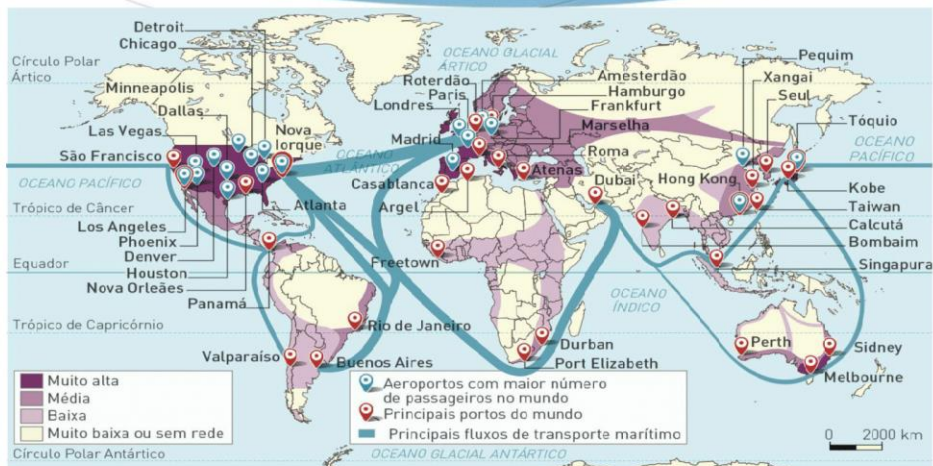 Detroit
Chicago
OCEANO GLACIAL
ÁRTICO
Pequim
Círculo Polar
Ártico
Roterdão
Amesterdão
Xangai
Minneapolis
Paris
Hamburgo
Seul
Dallas
Londres
Frankfurt
Las Vegas
Nova
Iorque
Madrid
Marselha
Tóquio
São Francisco
OCEANO
ATLÂNTICO
Roma
OCEANO
PACÍFICO
Atenas
OCEANO PACÍFICO
Casablanca
Dubai
Hong Kong
Kobe
Trópico de Câncer
Atlanta
Argel
Taiwan
Los Angeles
Calcutá
Phoenix
Bombaim
Denver
Equador
Freetown
Singapura
Houston
Nova Orleães
OCEANO
ÍNDICO
Panamá
Trópico de Capricórnio
Rio de Janeiro
Durban
Perth
Sidney
Valparaíso
Buenos Aires
Port Elizabeth
Melbourne
Muito alta
Média
Baixa
Muito baixa ou sem rede
Aeroportos com maior número
de passageiros no mundo
Principais portos do mundo
Principais fluxos de transporte marítimo
0 2000 km
Círculo Polar Antártico
OCEANO GLACIAL ANTÁRTICO